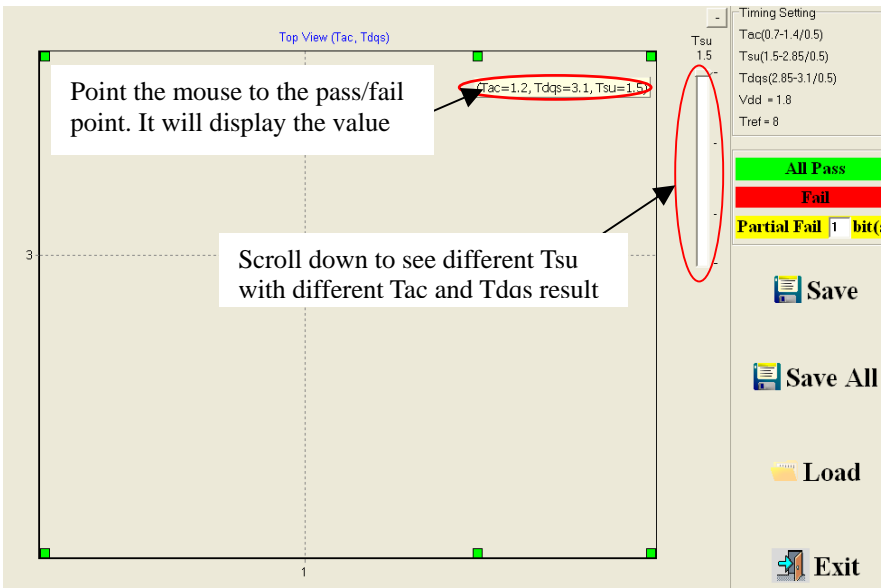 Top View (Tac, Tdqs)
Point the mouse to the pass/fail
point. It will display the value
(Tac=1.2, Tdqs=3.1, Tsu=1.5)
Scroll down to see different Tsu
with different Tac and Tdqs result
3
1
-
Tsu
1.5
Timing Setting
Tac(0.7-1.4/0.5)
Tsu(1.5-2.85/0.5)
Tdqs(2.85-3.1/0.5)
Vdd = 1.8
Tref = 8
All Pass
Fail
Partial Fail 1 bit(
Save
Save All
Load
Exit